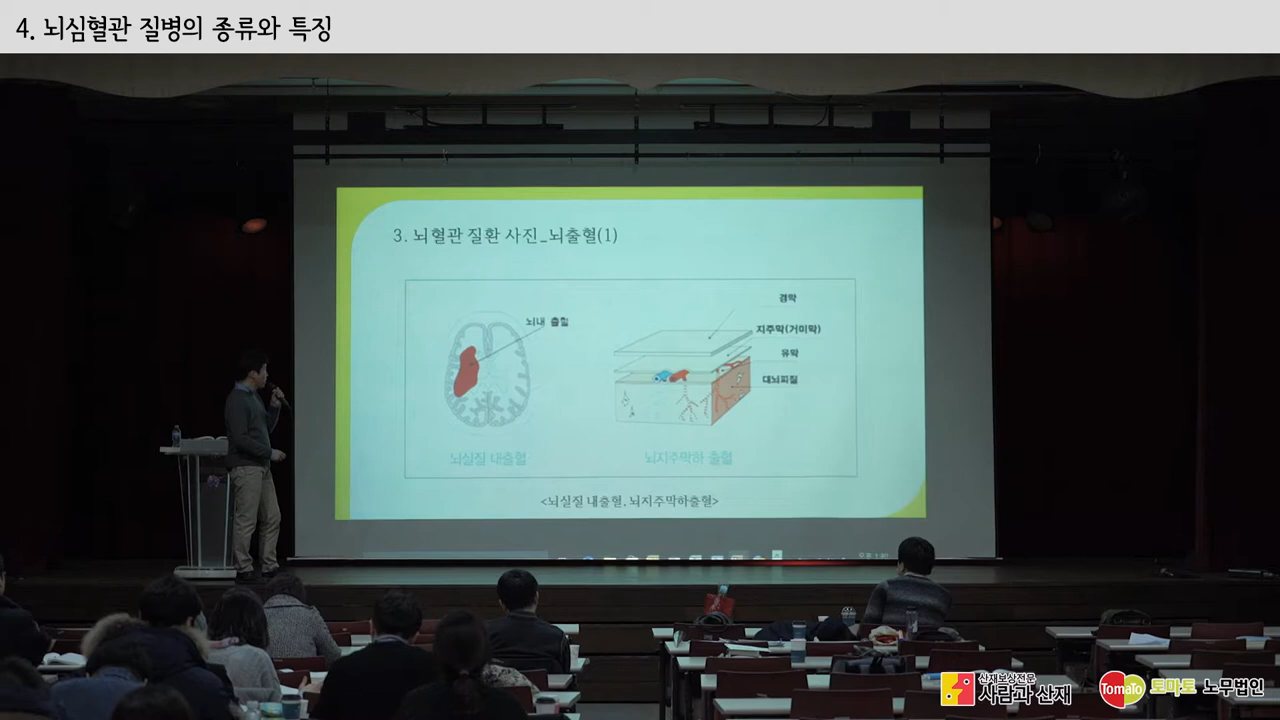 4. 뇌심혈관 질병의 종류와 특징
3. 뇌혈관 질환 사진_뇌출혈(1)
뇌내 출혈
경막
지주막(거미막)
유막
대뇌피질
뇌실질 내출혈
뇌지주막하 출혈
<뇌실질 내출혈, 뇌지주막하출혈>
산재보상전문
사람과 산재
TomaTo
토마토 노무법인